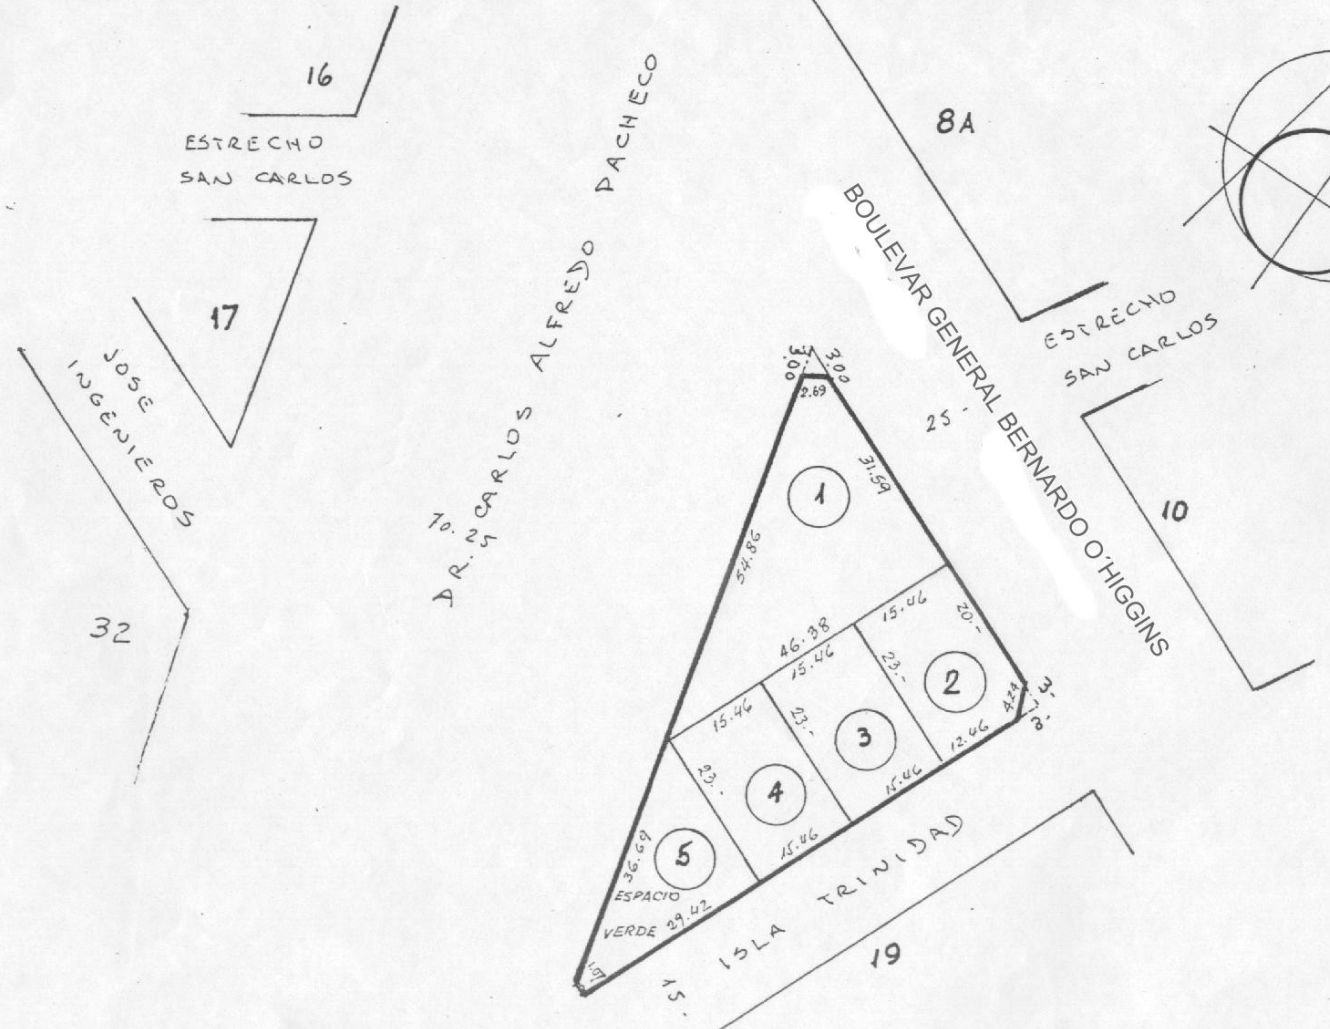 16
ESTRECHO
SAN CARLOS
17
JOSE
INGENIEROS
32
DR. CARLOS ALFREDO PACHECO
70.25
8A
BOULEVAR GENERAL BERNARDO O'HIGGINS
25
ESTRECHO
SAN CARLOS
10
3.00
3.00
2.69
1
31.59
54.86
46.38
15.46
20.-
15.46
23.-
2
3-
4.24
3-
15.46
23.-
3
12.46
23.-
4
15.46
36.69
5
15.46
ESPACIO
VERDE
29.42
1.07
ISLA TRINIDAD
15.
19